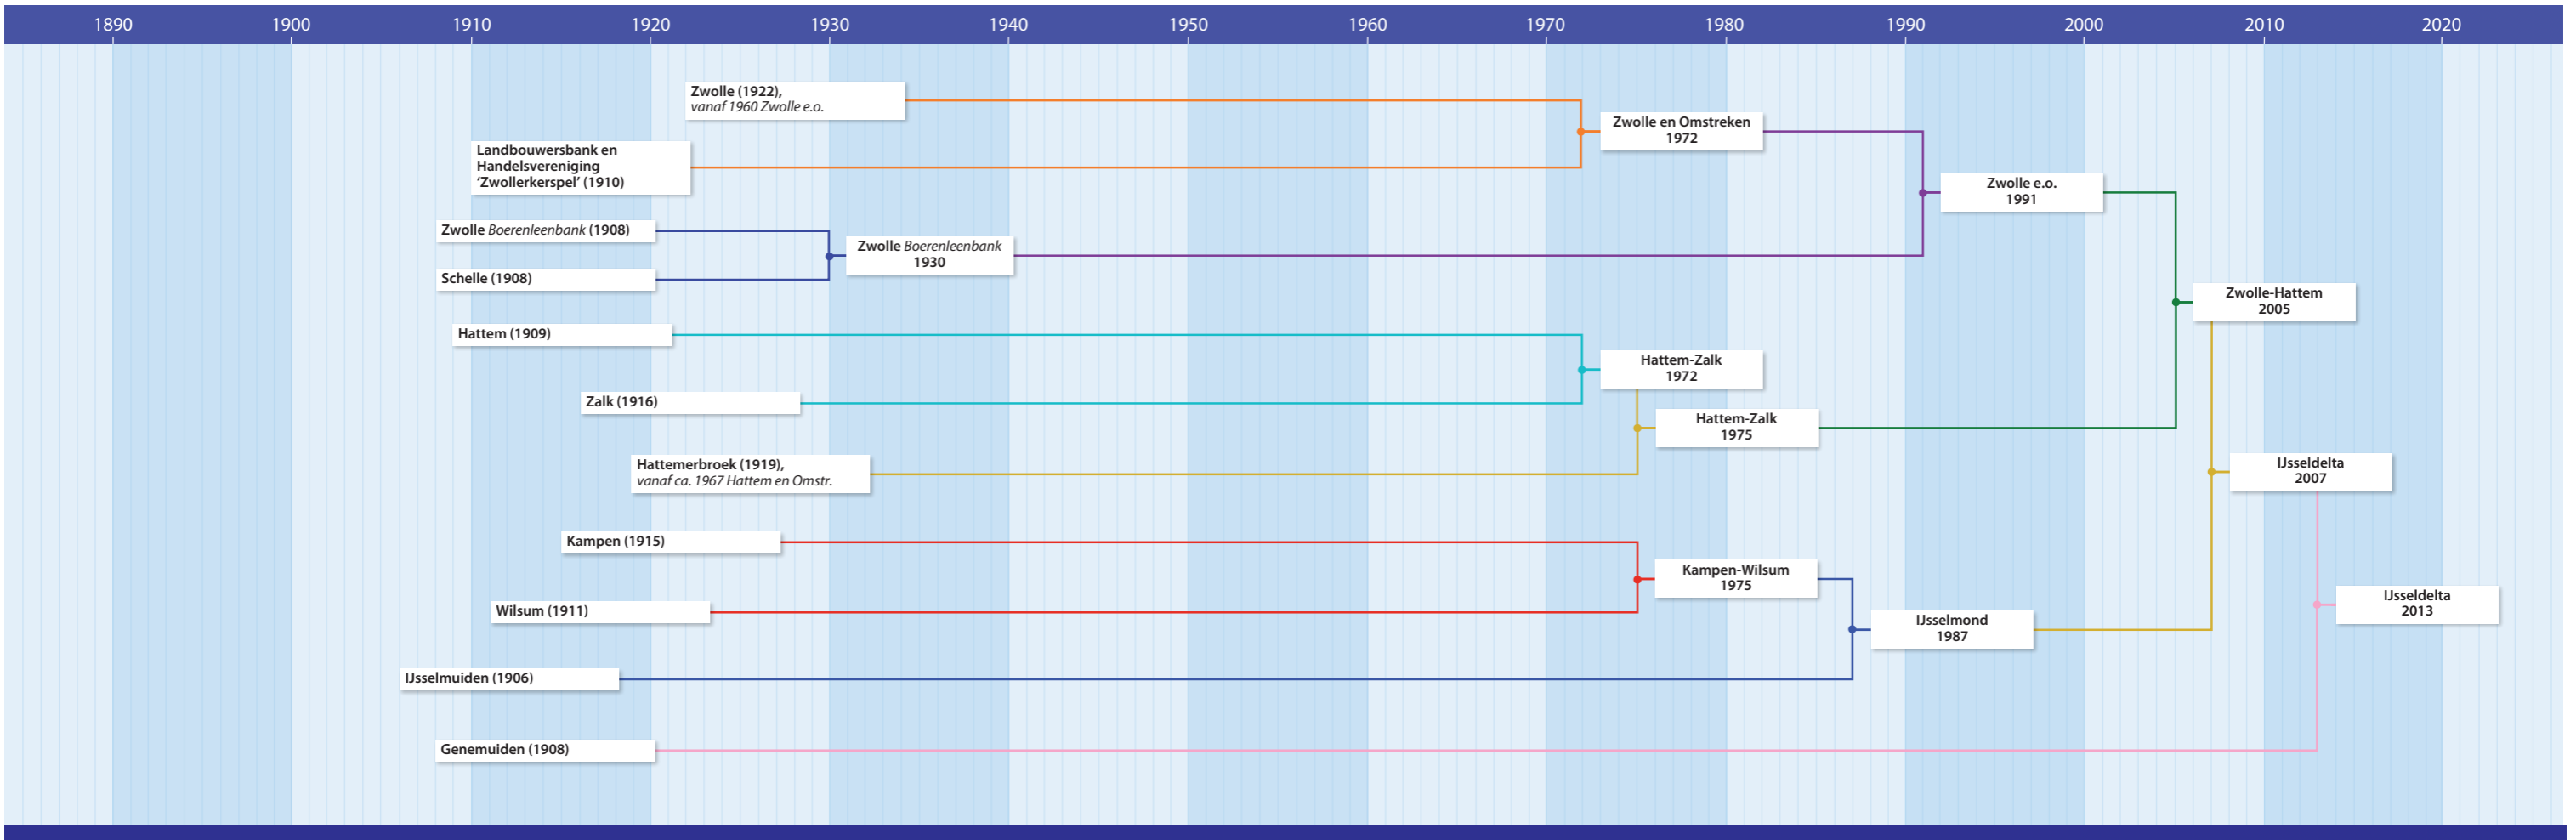 1890 1900 1910 1920 1930 1940 1950 1960 1970 1980 1990 2000 2010 2020
Zwolle (1922),
vanaf 1960 Zwolle e.o.
Zwolle en Omstreken
1972
Landbouwersbank en
Handelsvereniging
‘Zwollerkerspel’ (1910)
Zwolle e.o.
1991
Zwolle Boerenleenbank (1908)
Zwolle Boerenleenbank
1930
Schelle (1908)
Zwolle-Hattem
2005
Hattem (1909)
Hattem-Zalk
1972
Zalk (1916)
Hattem-Zalk
1975
Hattemerbroek (1919),
vanaf ca. 1967 Hattem en Omstr.
IJsseldelta
2007
Kampen (1915)
Kampen-Wilsum
1975
Wilsum (1911)
IJsselmond
1987
IJsseldelta
2013
IJsselmuiden (1906)
Genemuiden (1908)